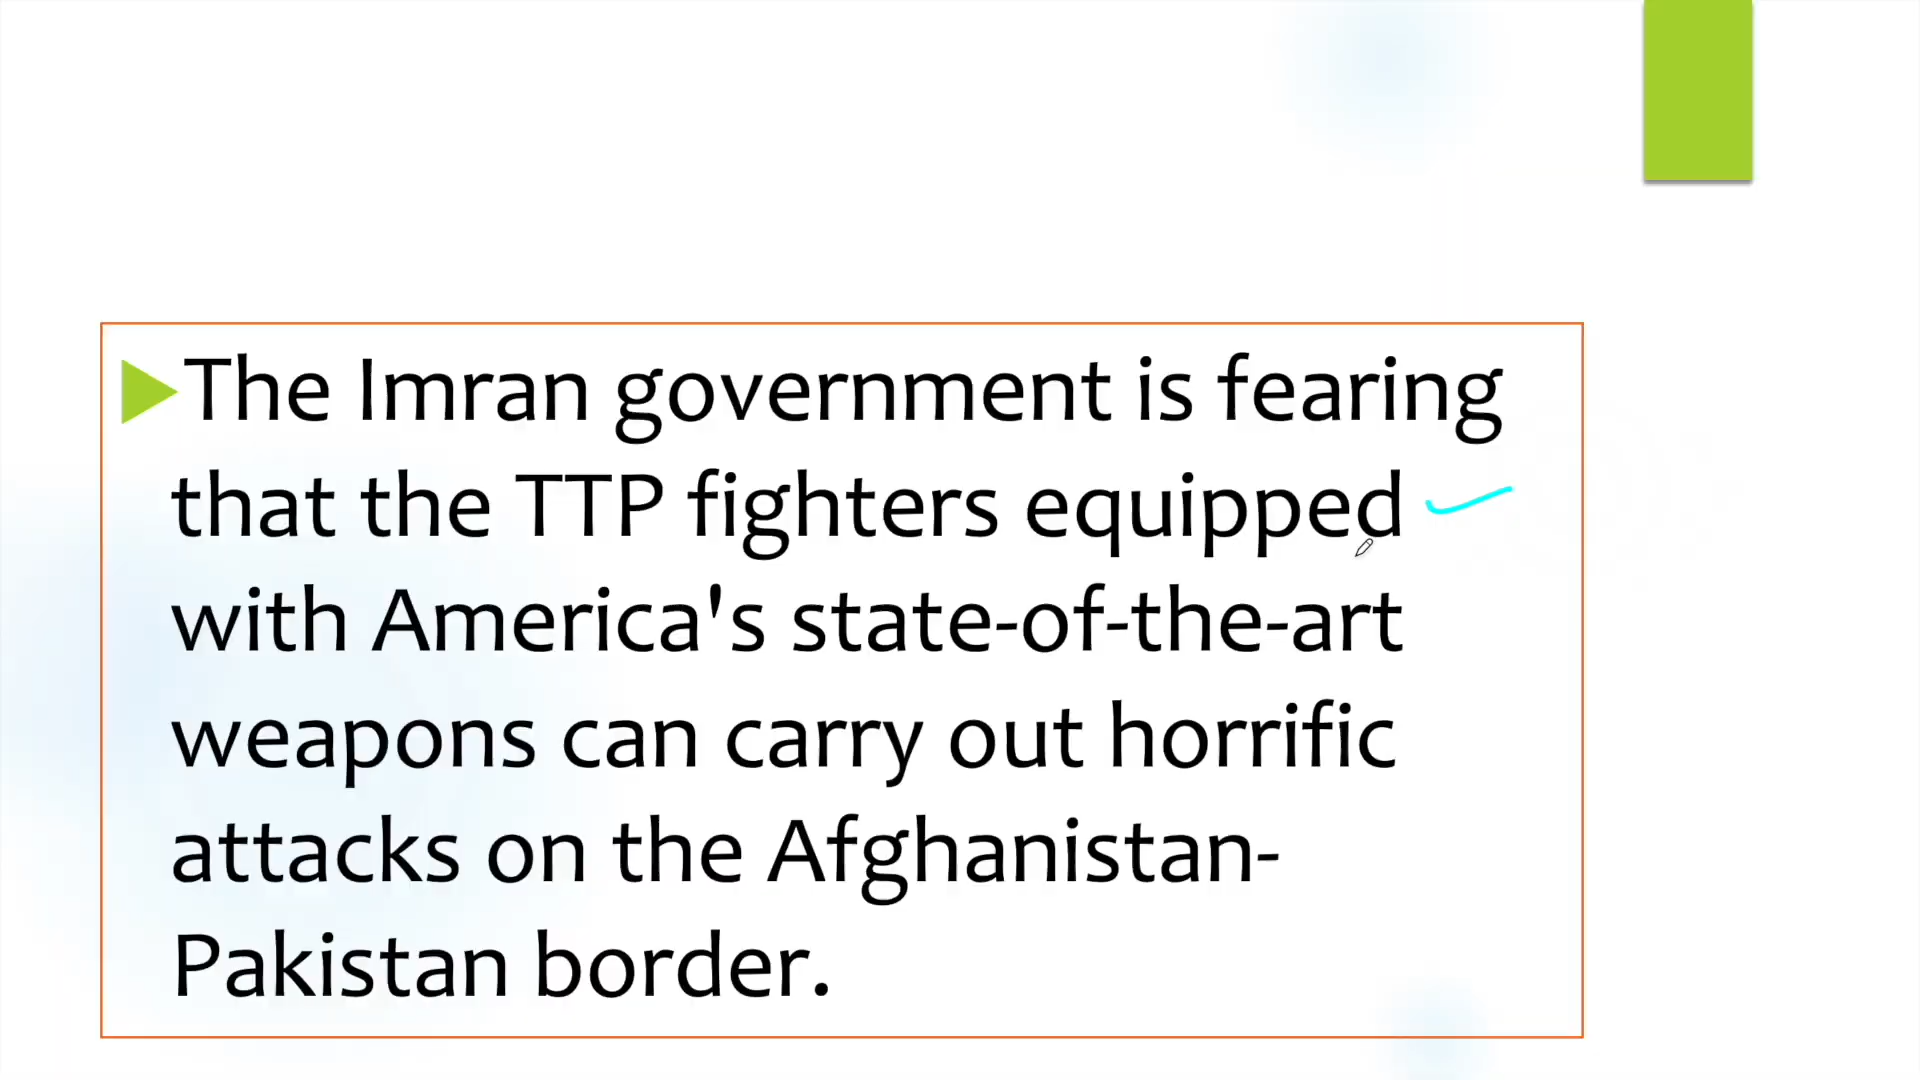 The Imran government is fearing
that the TTP fighters equipped
with America's state-of-the-art
weapons can carry out horrific
attacks on the Afghanistan-
Pakistan border.